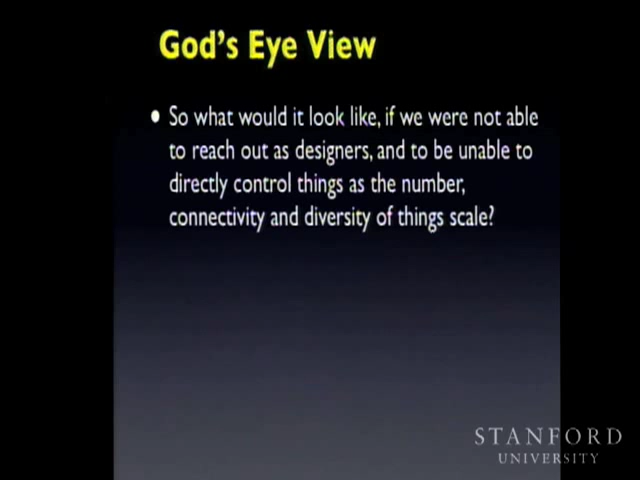 God's Eye View
• So what would it look like, if we were not able
to reach out as designers, and to be unable to
directly control things as the number,
connectivity and diversity of things scale?
STANFORD
UNIVERSITY